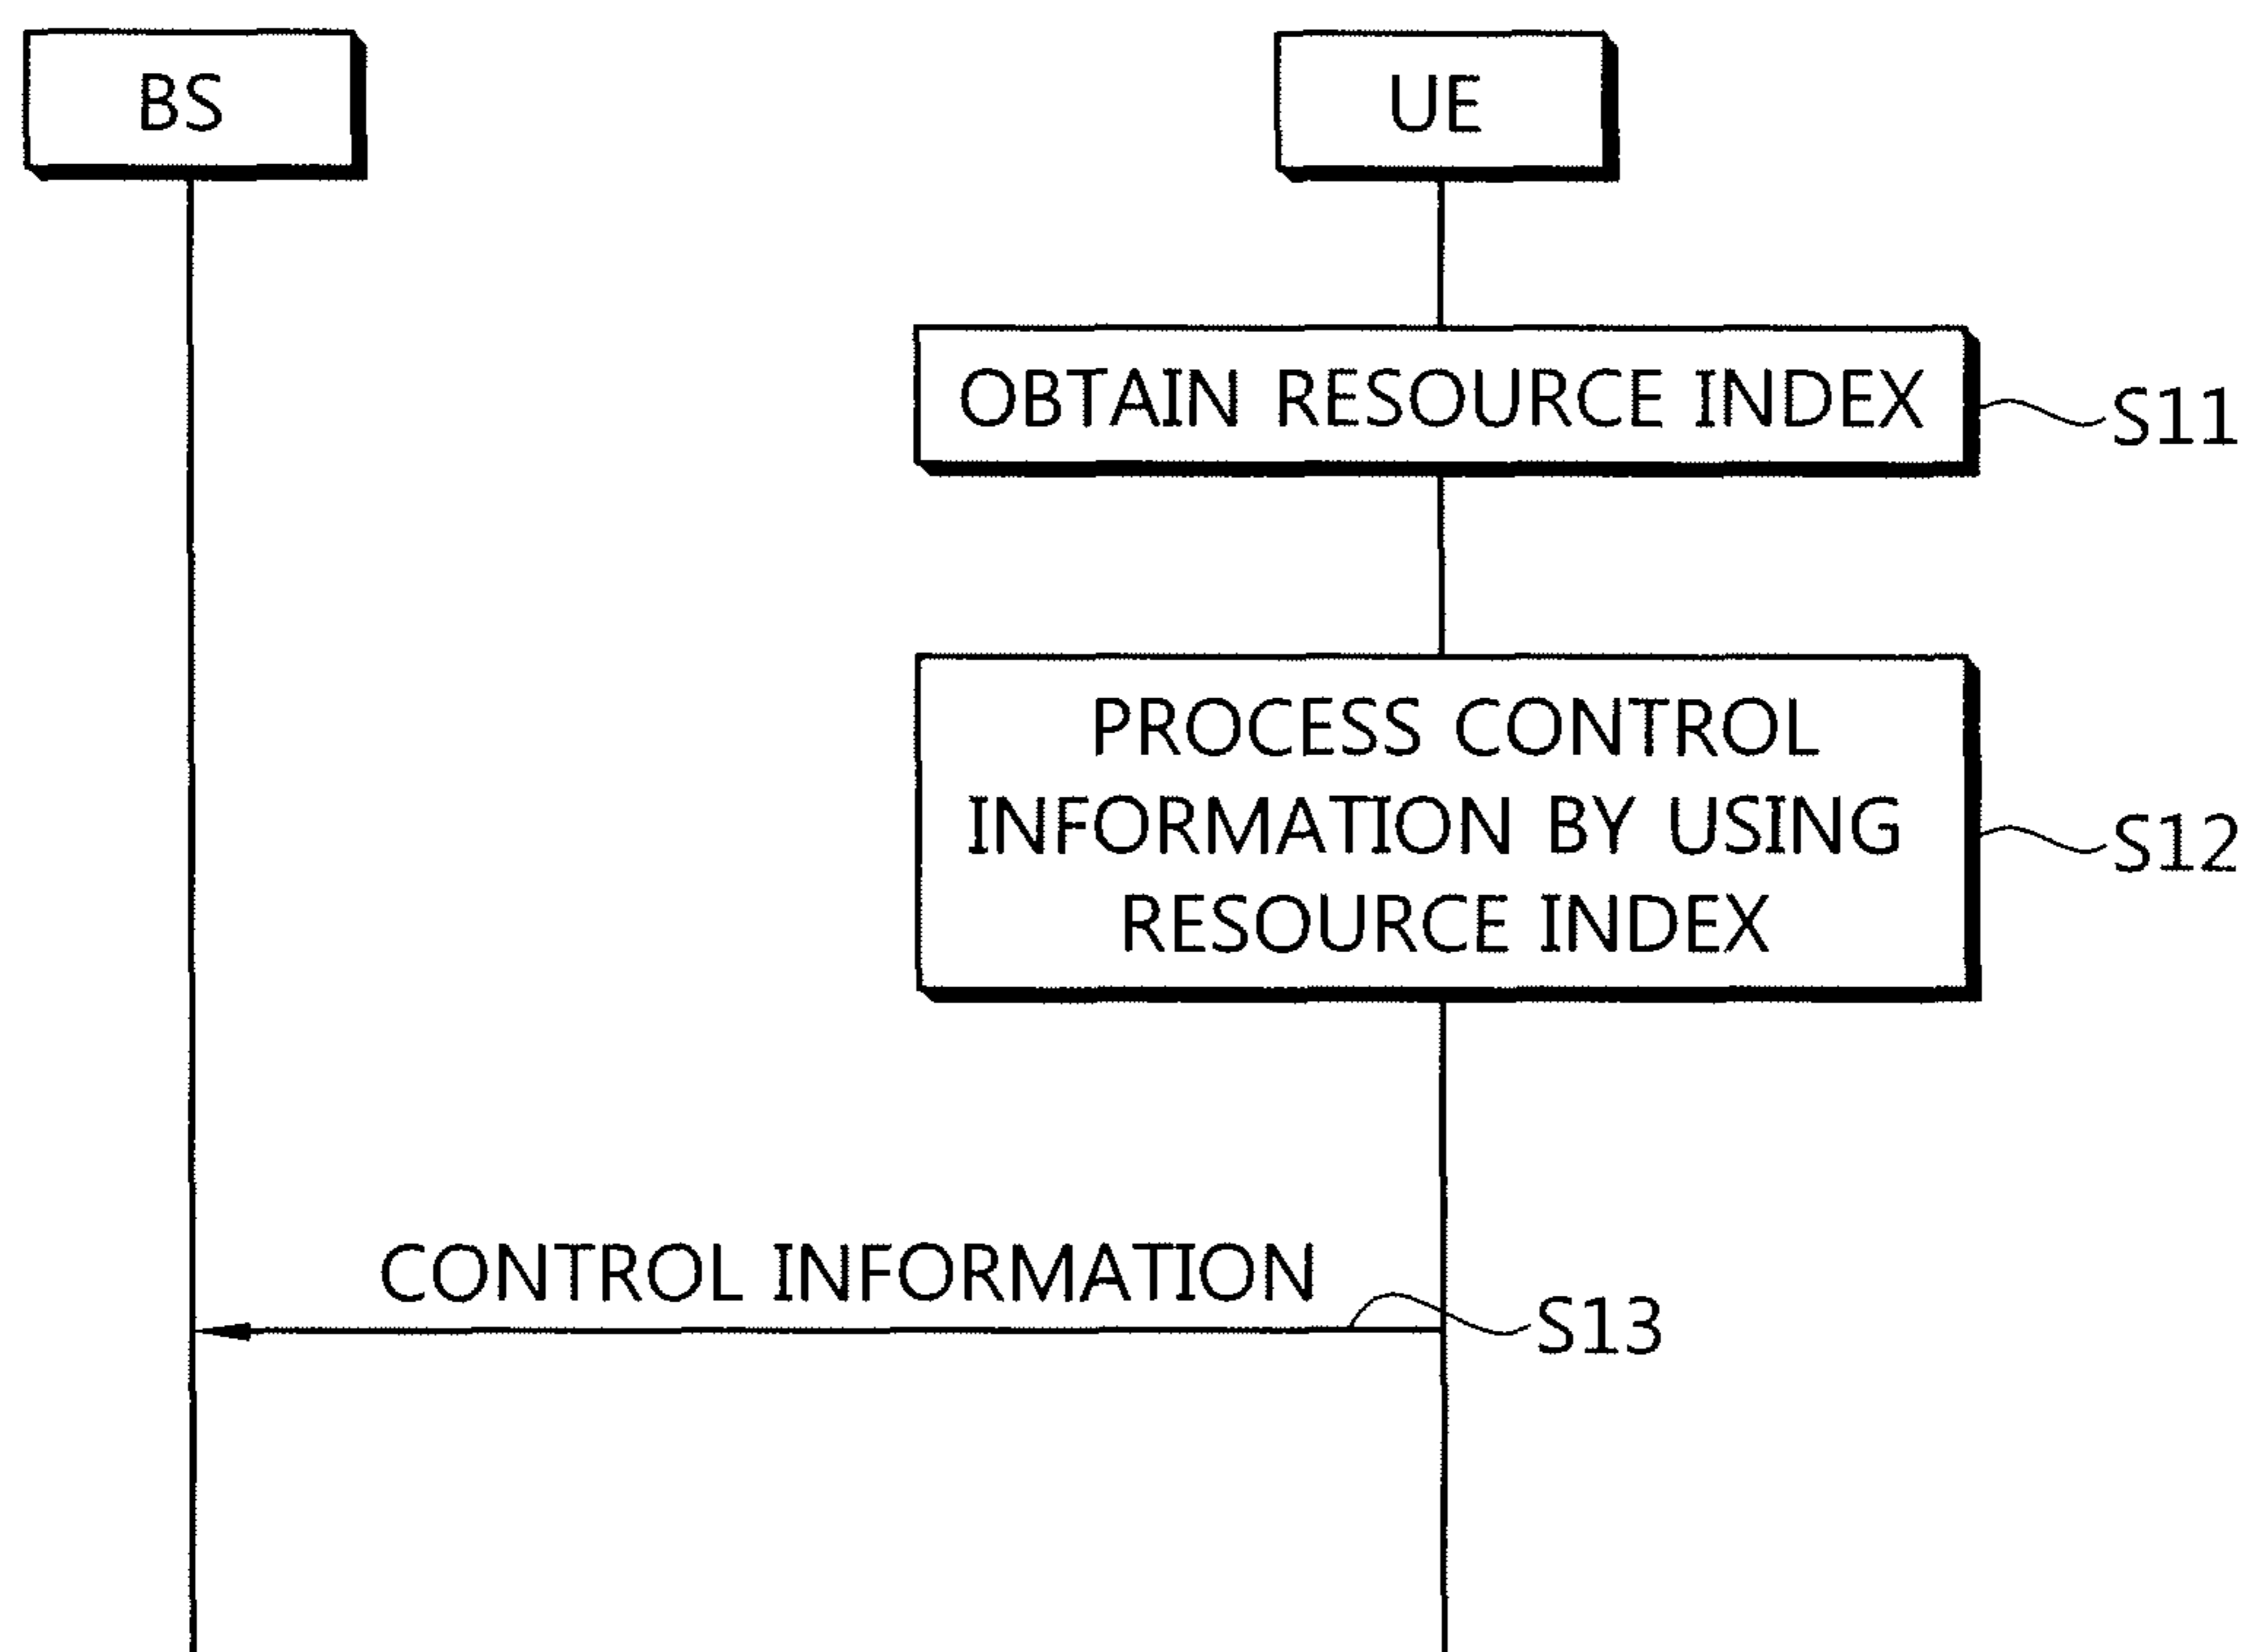 BS
UE
OBTAIN RESOURCE INDEX
S11
PROCESS CONTROL
INFORMATION BY USING
RESOURCE INDEX
S12
CONTROL INFORMATION
S13